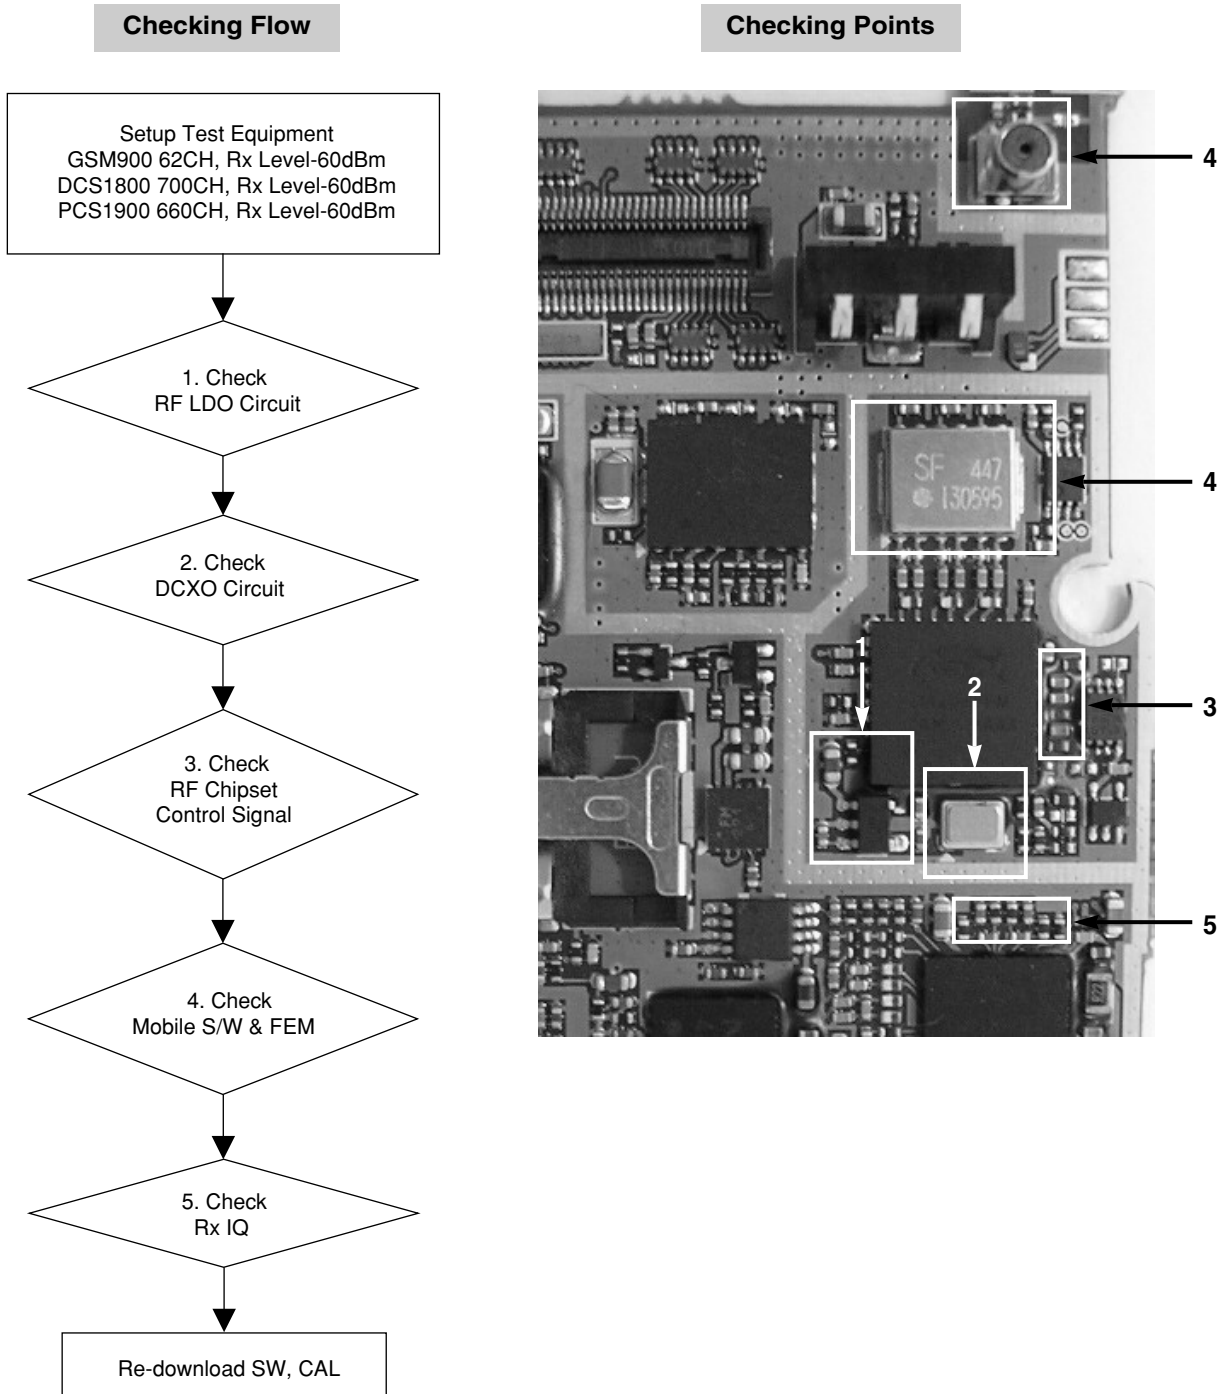 Checking Flow
Checking Points
Setup Test Equipment
GSM900 62CH, Rx Level-60dBm
DCS1800 700CH, Rx Level-60dBm
PCS1900 660CH, Rx Level-60dBm
1. Check
RF LDO Circuit
2. Check
DCXO Circuit
3. Check
RF Chipset
Control Signal
4. Check
Mobile S/W & FEM
5. Check
Rx IQ
Re-download SW, CAL
4
SF 447
130595
4
1
2
3
5